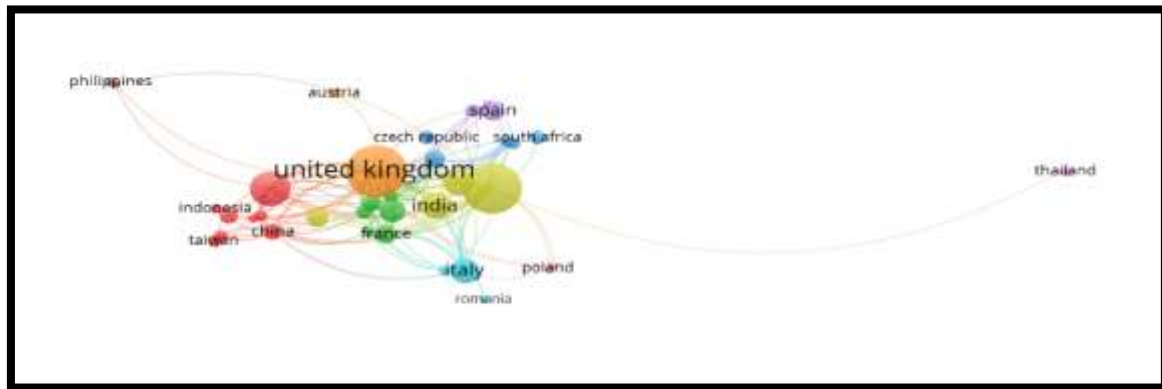 philippines
austria
spain
czech republic
south africa
united kingdom
thailand
indonesia
india
china
france
taiwan
italy
poland
romania